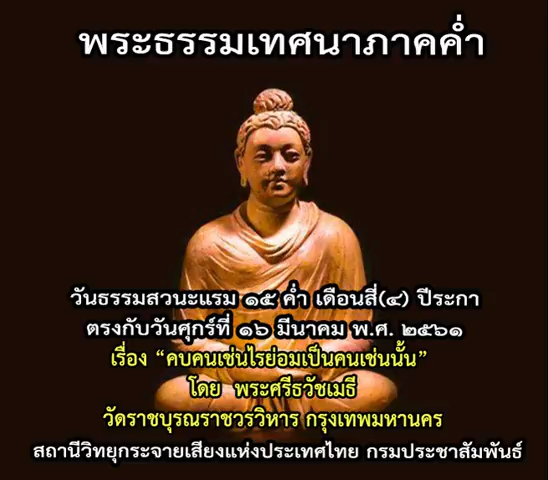 พระธรรมเทศนาภาคค่ำ
วันธรรมสวนะแรม ๑๕ ค่ำ เดือนสี่(๔) ปีระกา
ตรงกับวันศุกร์ที่ ๑๖ มีนาคม พ.ศ. ๒๕๖๑
เรื่อง “คบคนเช่นไรย่อมเป็นคนเช่นนั้น”
โดย พระศรีธวัชเมธี
วัดราชบุรณราชวรวิหาร กรุงเทพมหานคร
สถานีวิทยุกระจายเสียงแห่งประเทศไทย กรมประชาสัมพันธ์